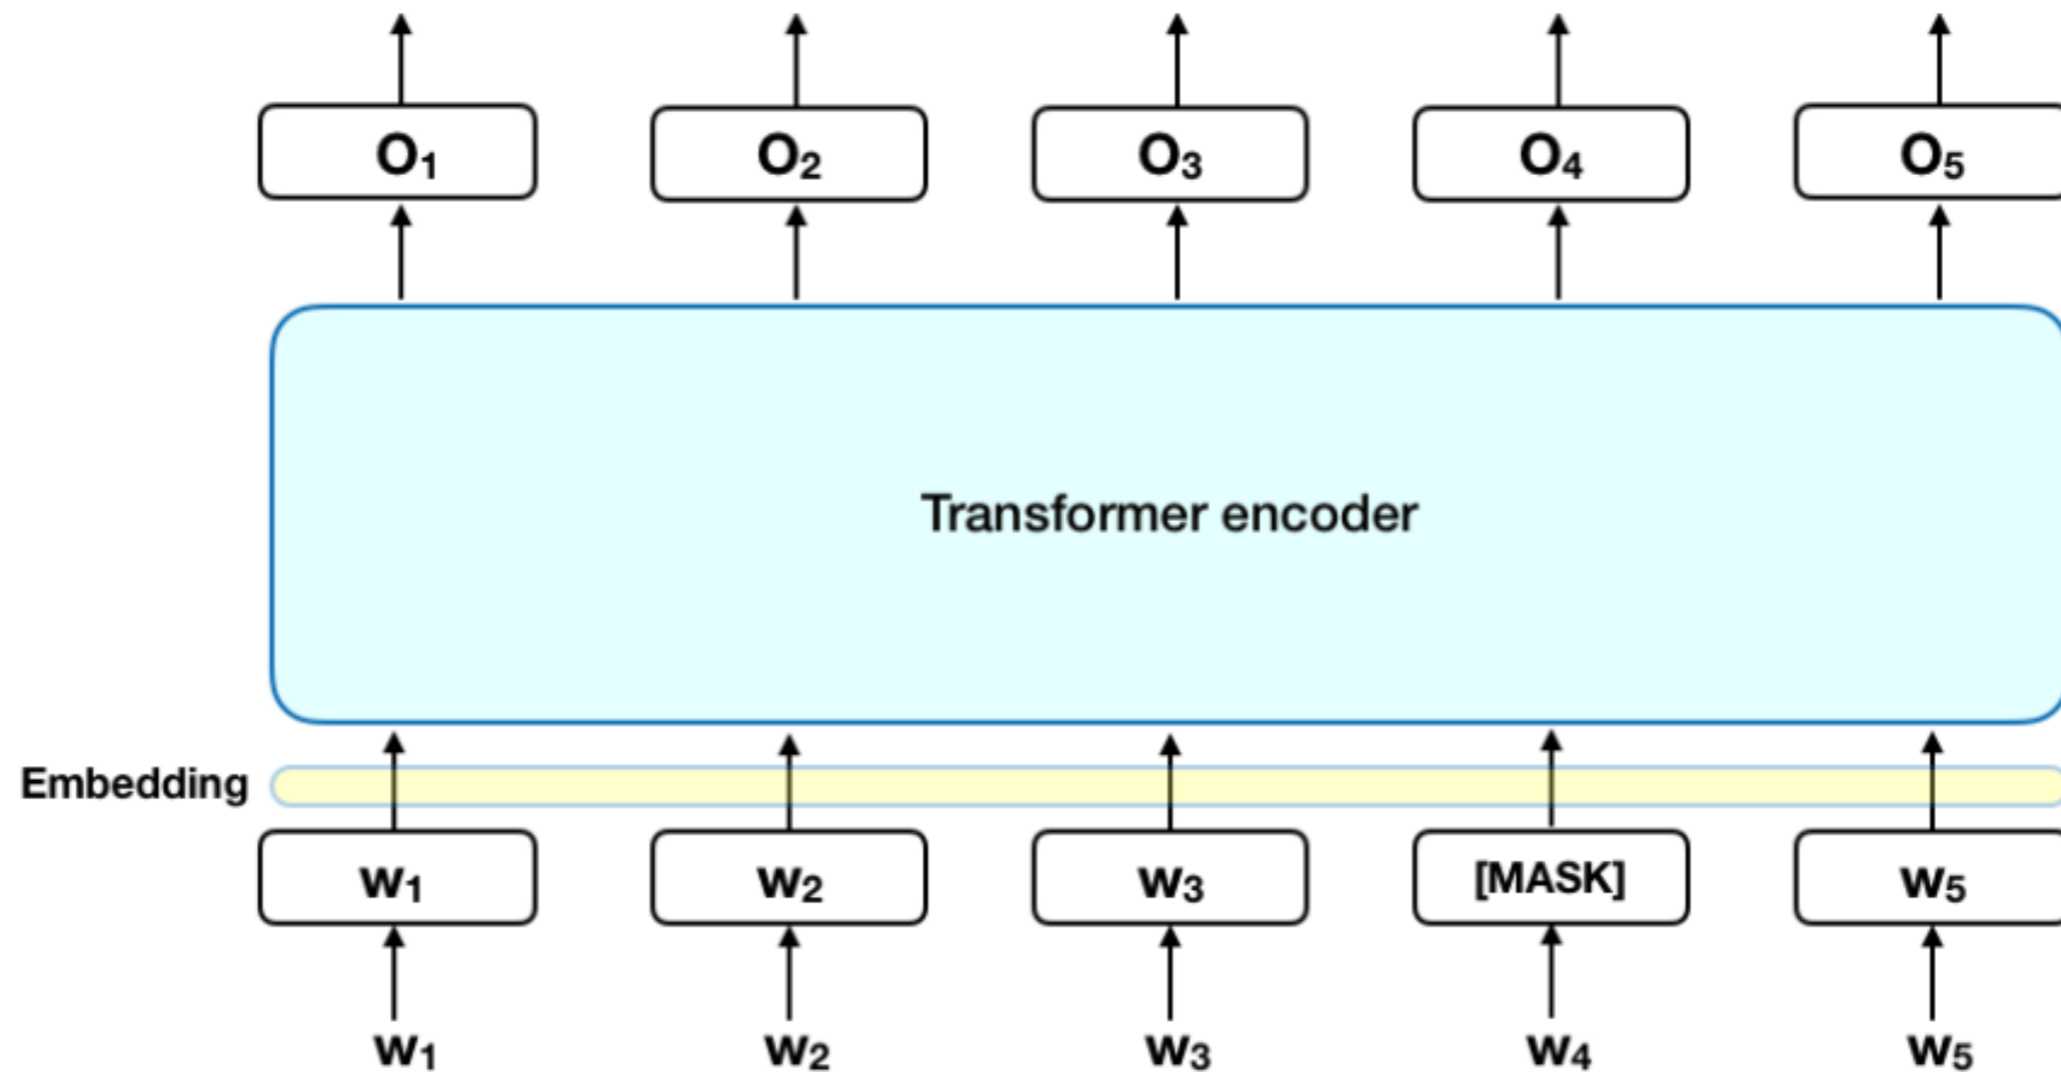 O1 O2 O3 O4 O5
Transformer encoder
Embedding
w1 w2 w3 [MASK] w5
w1 w2 w3 w4 w5